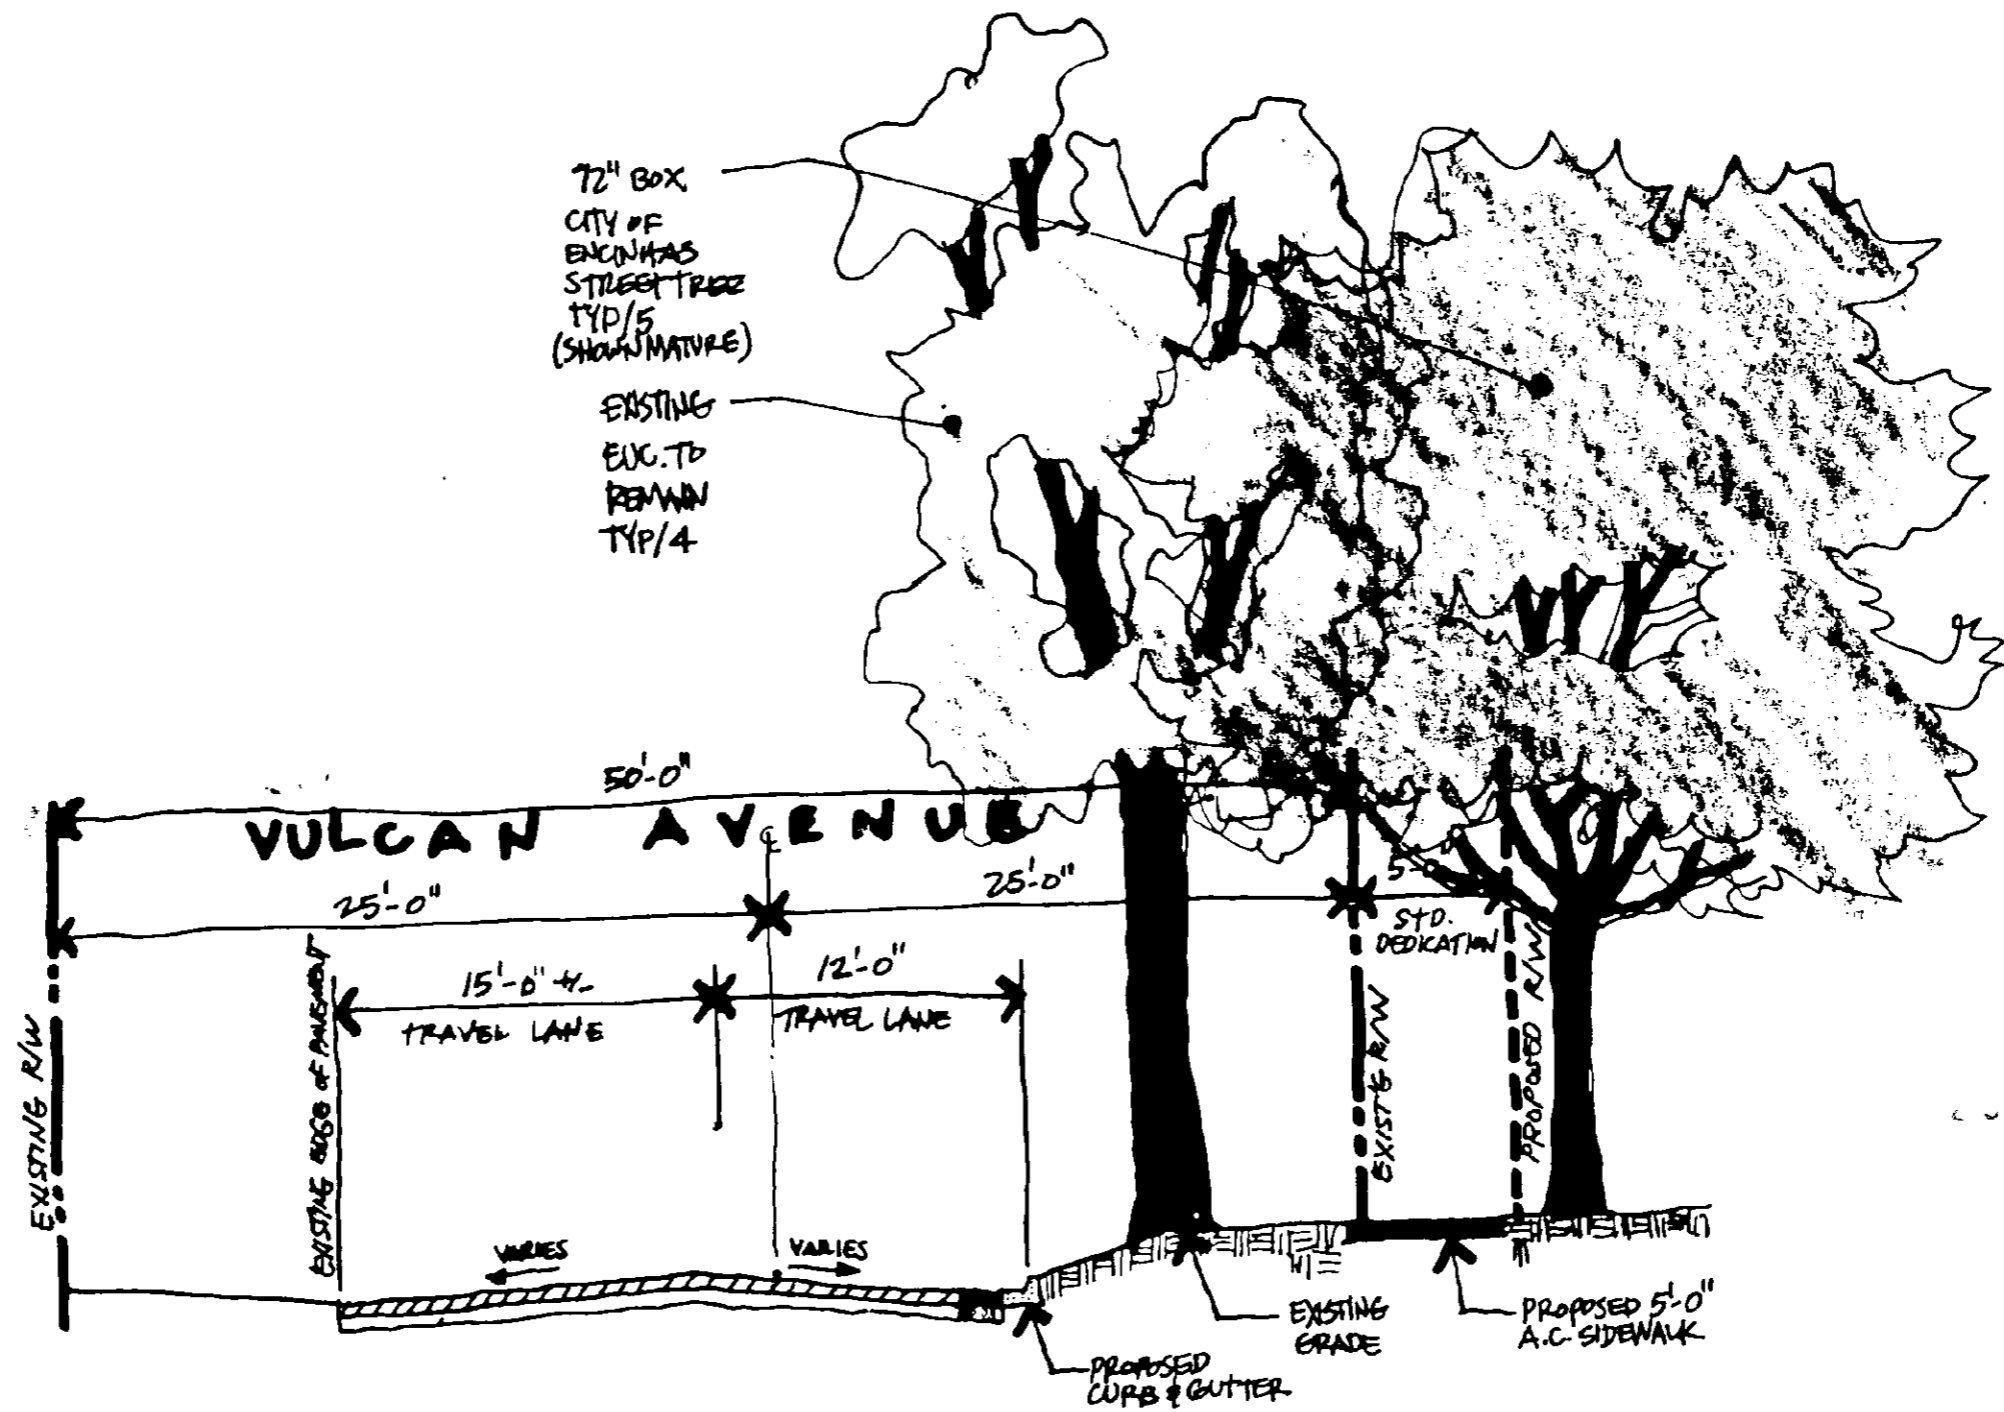 72" BOX
CITY OF
ENCINITAS
STREET TREE
TYP/5
(SHOWN MATURE)
EXISTING
EUC. TO
REMAIN
TYP/4
50'-0"
VULCAN AVENUE
25'-0"
25'-0"
5'
STD.
DEDICATION
15'-0" +/-
TRAVEL LANE
12'-0"
TRAVEL LANE
EXISTING R/W
EXISTING EDGE OF PAVEMENT
EXIST'G R/W
PROPOSED R/W
VARIES
VARIES
EXISTING
GRADE
PROPOSED 5'-0"
A.C. SIDEWALK
PROPOSED
CURB & GUTTER